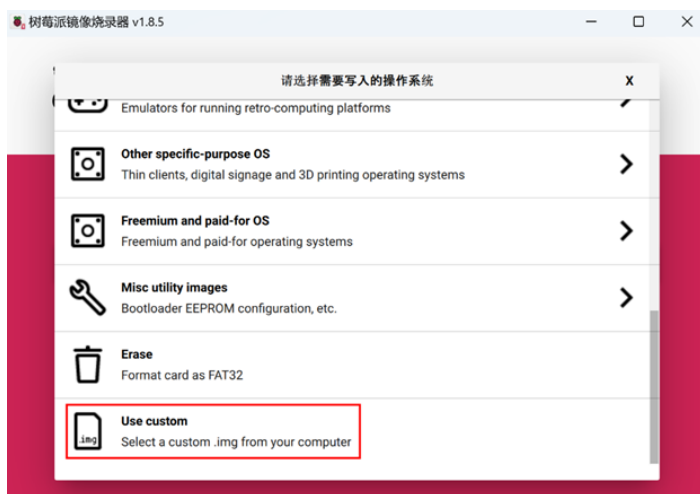 树莓派镜像烧录器 v1.8.5
请选择需要写入的操作系统
X
Emulators for running retro-computing platforms
Other specific-purpose OS
Thin clients, digital signage and 3D printing operating systems
Freemium and paid-for OS
Freemium and paid-for operating systems
Misc utility images
Bootloader EEPROM configuration, etc.
Erase
Format card as FAT32
Use custom
.img
Select a custom .img from your computer